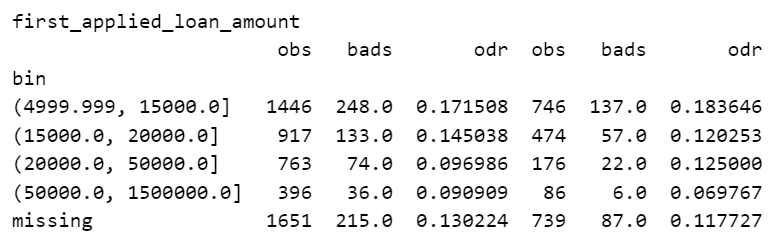 first_applied_loan_amount
obs bads odr obs bads odr
bin
(4999.999, 15000.0] 1446 248.0 0.171508 746 137.0 0.183646
(15000.0, 20000.0] 917 133.0 0.145038 474 57.0 0.120253
(20000.0, 50000.0] 763 74.0 0.096986 176 22.0 0.125000
(50000.0, 1500000.0] 396 36.0 0.090909 86 6.0 0.069767
missing 1651 215.0 0.130224 739 87.0 0.117727